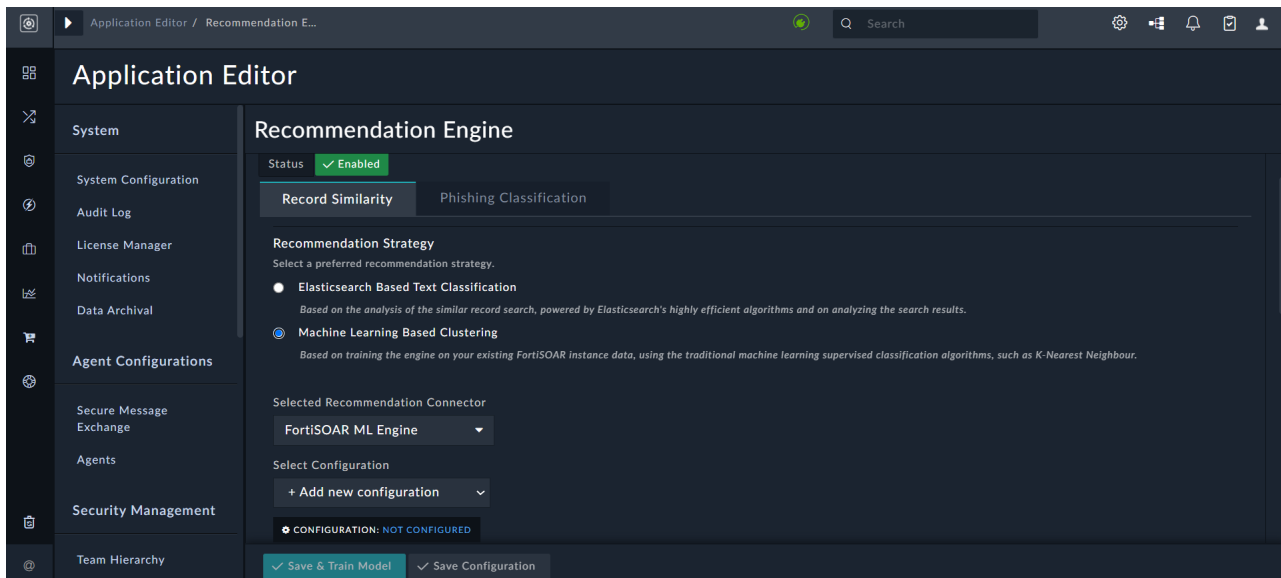 Application Editor / Recommendation E...
Search
Application Editor
System
System Configuration
Audit Log
License Manager
Notifications
Data Archival
Agent Configurations
Secure Message
Exchange
Agents
Security Management
Team Hierarchy
@
Recommendation Engine
Status
Enabled
Record Similarity
Phishing Classification
Recommendation Strategy
Select a preferred recommendation strategy.
Elasticsearch Based Text Classification
Based on the analysis of the similar record search, powered by Elasticsearch's highly efficient algorithms and on analyzing the search results.
Machine Learning Based Clustering
Based on training the engine on your existing FortiSOAR instance data, using the traditional machine learning supervised classification algorithms, such as K-Nearest Neighbour.
Selected Recommendation Connector
FortiSOAR ML Engine
Select Configuration
+ Add new configuration
CONFIGURATION: NOT CONFIGURED
Save & Train Model
Save Configuration